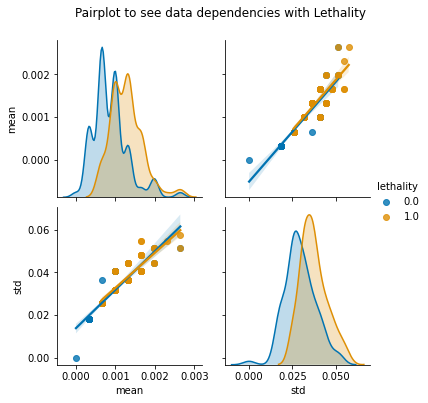 Pairplot to see data dependencies with Lethality
mean
0.002
0.001
0.000
lethality
0.0
1.0
std
0.06
0.04
0.02
0.00
0.000 0.001 0.002 0.003
mean
0.000 0.025 0.050
std